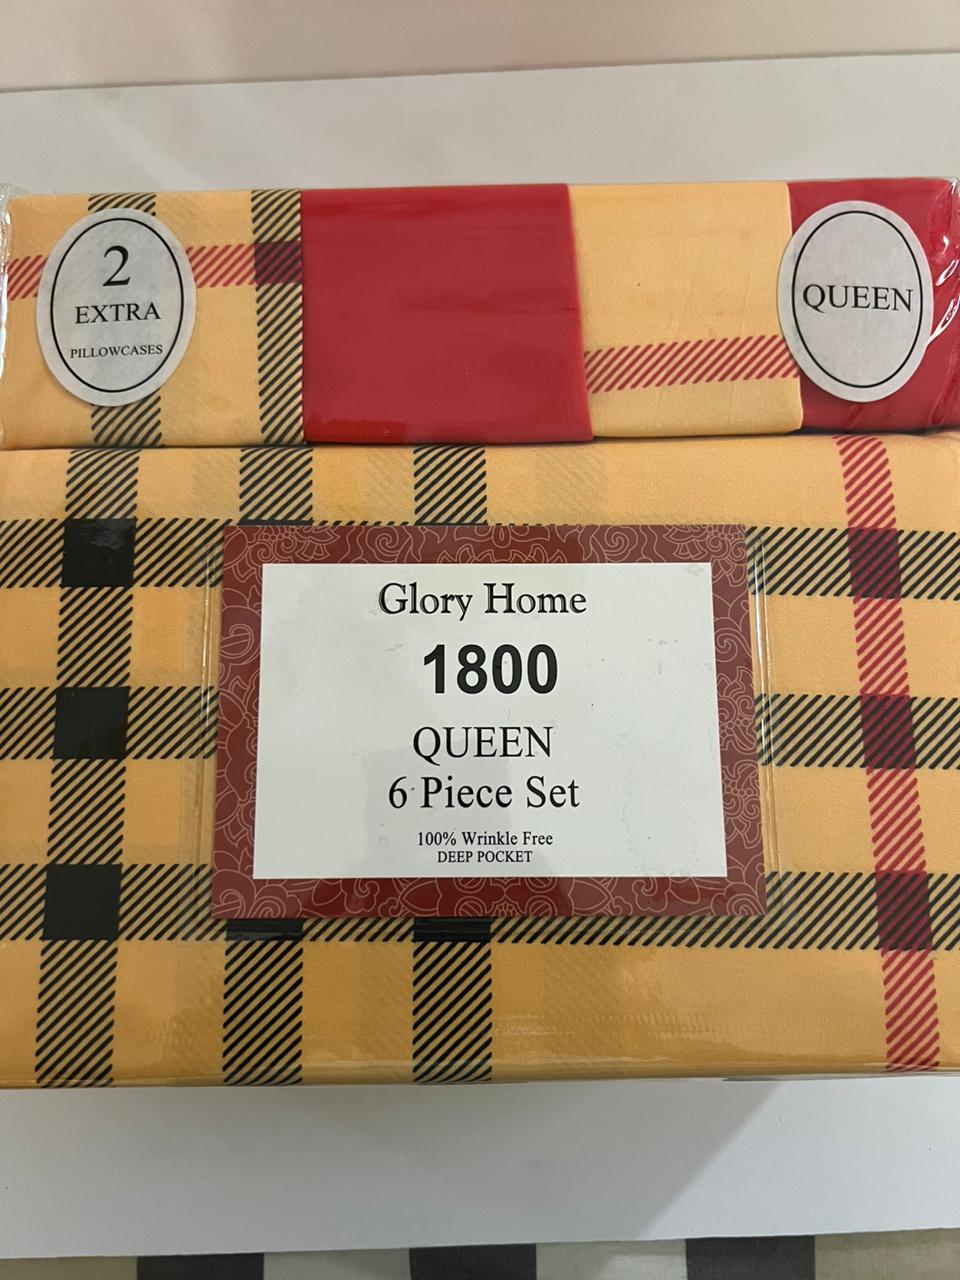 2
EXTRA
PILLOWCASES
QUEEN
Glory Home
1800
QUEEN
6 Piece Set
100% Wrinkle Free
DEEP POCKET